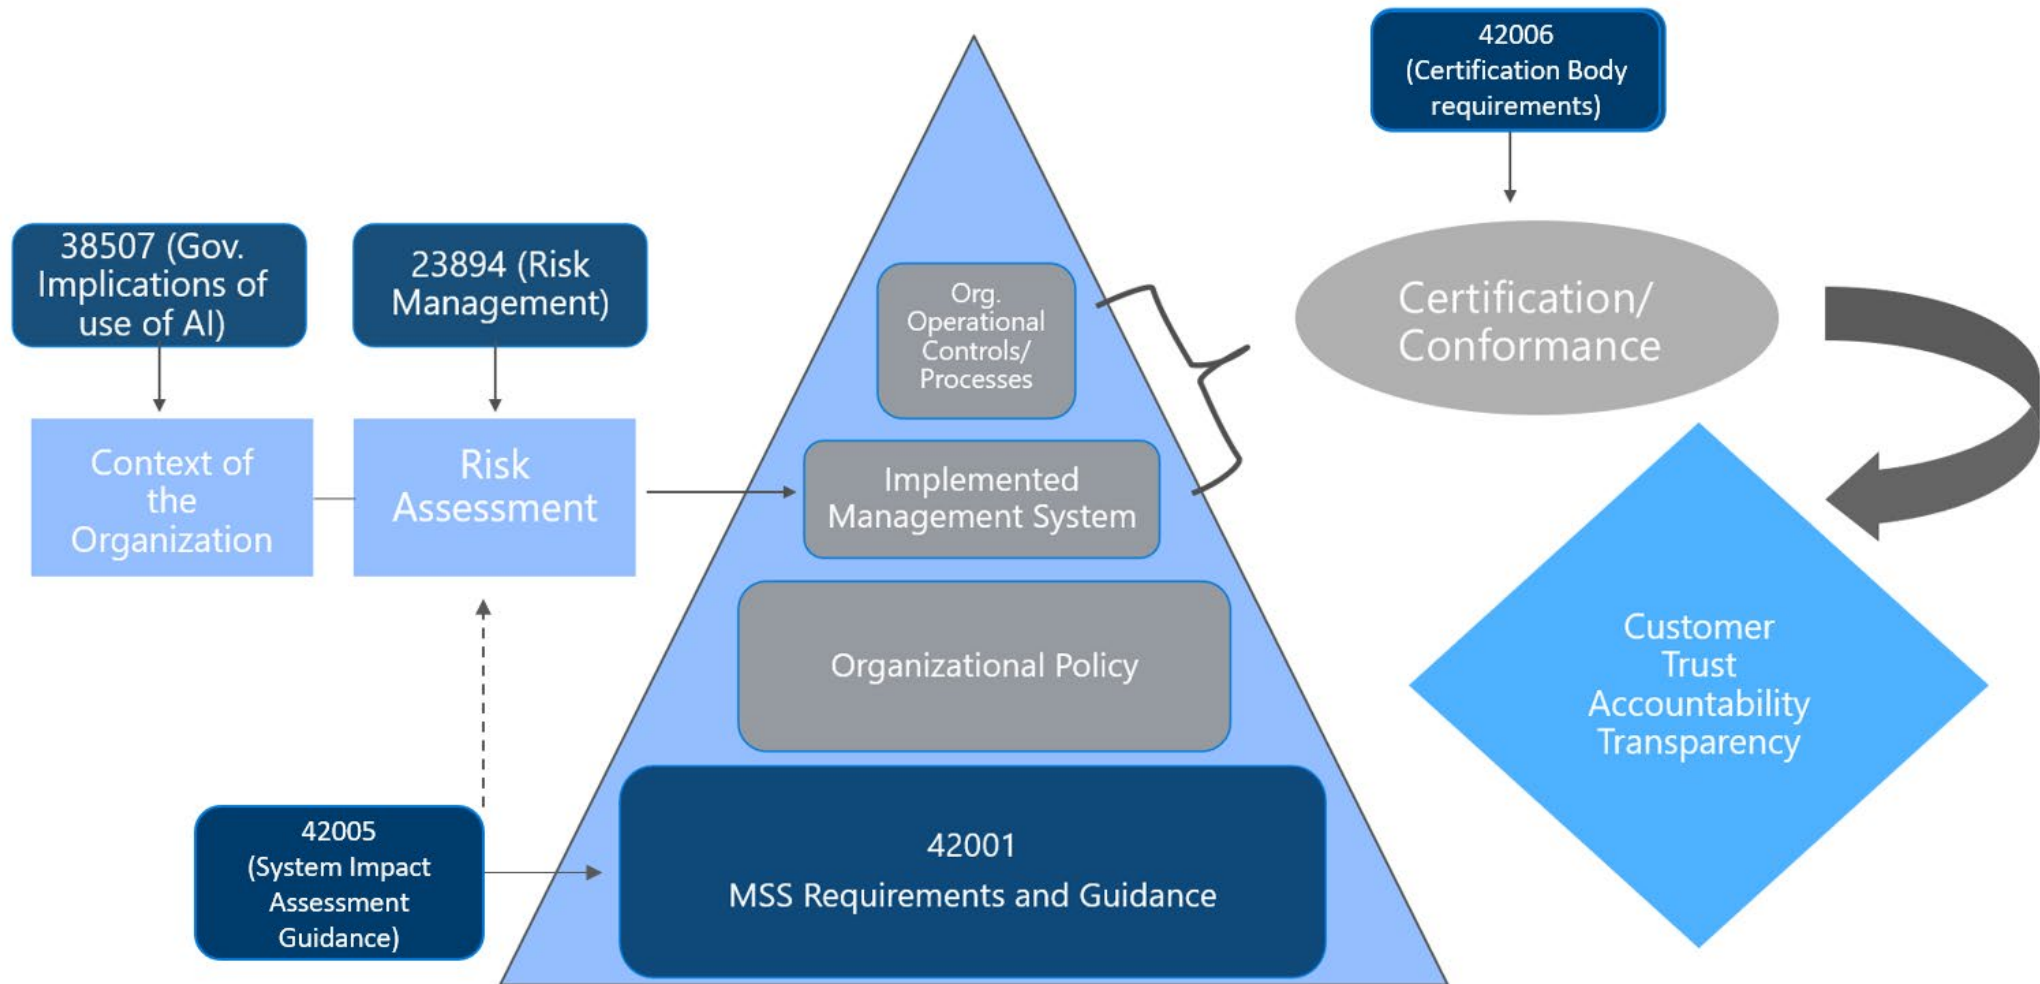 42006
(Certification Body
requirements)
38507 (Gov.
Implications of
use of AI)
23894 (Risk
Management)
Org.
Operational
Controls/
Processes
Certification/
Conformance
Context of
the
Organization
Risk
Assessment
Implemented
Management System
Organizational Policy
Customer
Trust
Accountability
Transparency
42005
(System Impact
Assessment
Guidance)
42001
MSS Requirements and Guidance